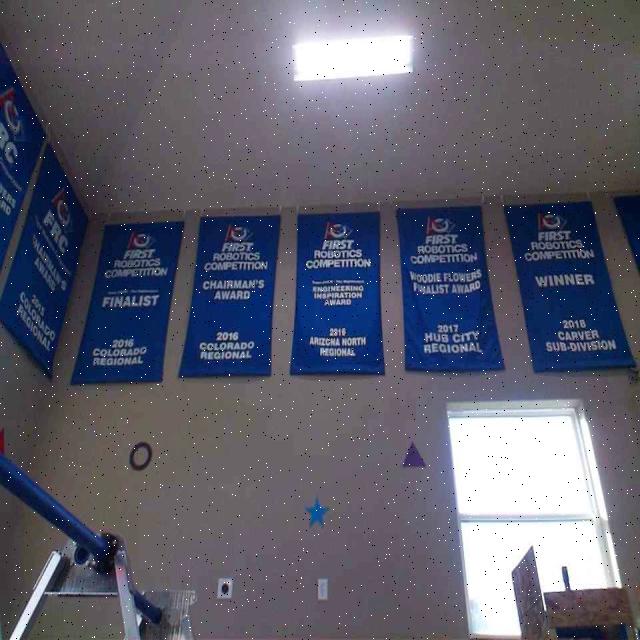 FRC
FIRST
ROBOTICS
COMPETITION
FINALIST
2016
COLORADO
REGIONAL
FIRST
ROBOTICS
COMPETITION
CHAIRMAN'S
AWARD
2016
COLORADO
REGIONAL
FIRST
ROBOTICS
COMPETITION
ENGINEERING
INSPIRATION
AWARD
2016
ARIZONA NORTH
REGIONAL
FIRST
ROBOTICS
COMPETITION
WOODIE FLOWERS
FINALIST AWARD
2017
HUB CITY
REGIONAL
FIRST
ROBOTICS
COMPETITION
WINNER
2018
CARVER
SUB-DIVISION